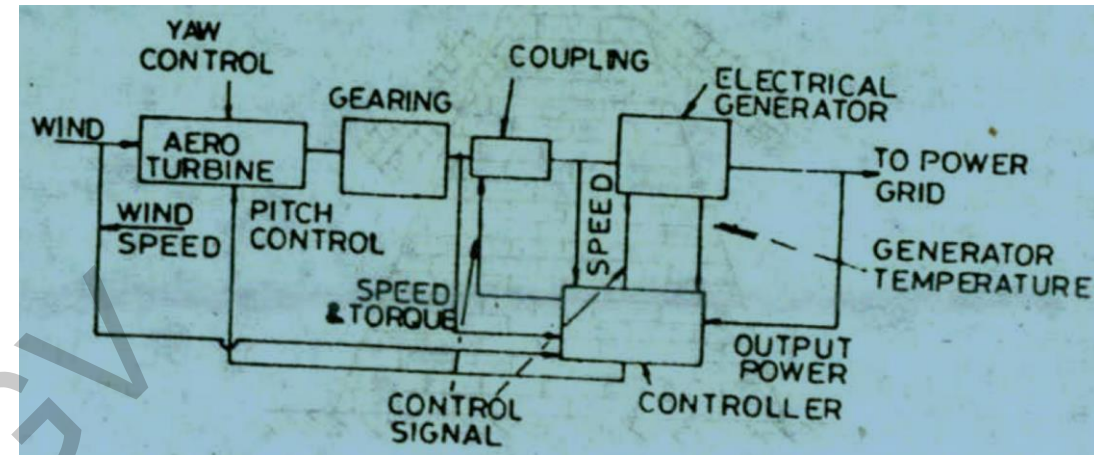 YAW
CONTROL
COUPLING
ELECTRICAL
GENERATOR
GEARING
WIND
AERO
TURBINE
TO POWER
GRID
WIND
SPEED
PITCH
CONTROL
SPEED
GENERATOR
TEMPERATURE
SPEED
& TORQUE
OUTPUT
POWER
CONTROL
SIGNAL
CONTROLLER
GV